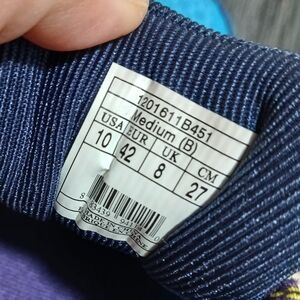 1201611B451
Medium (B)
USA EUR UK CM
10 42 8 27